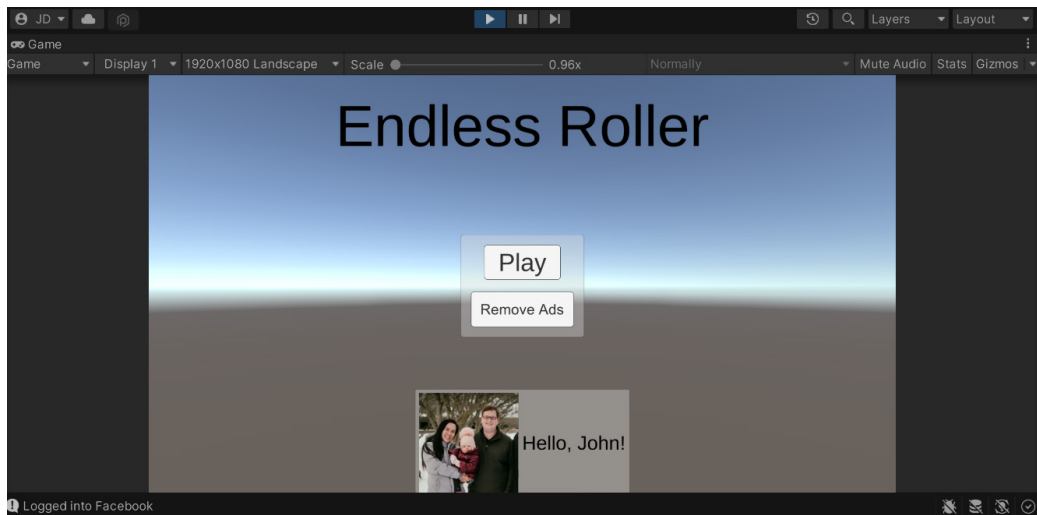 JD Layers Layout
Game
Game Display 1 1920x1080 Landscape Scale 0.96x Normally Mute Audio Stats Gizmos
Endless Roller
Play
Remove Ads
Hello, John!
Logged into Facebook